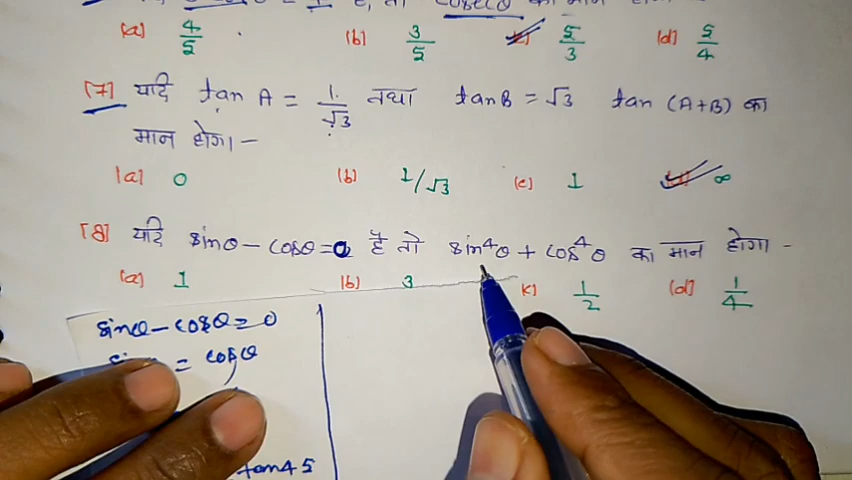 cosecθ का मान
(a) 4/5 (b) 3/5 5/3 (d) 5/4
(7) यदि tan A = 1/√3 तथा tanB = √3 tan (A+B) का
मान होगा-
(a) 0 (b) 1/√3 (c) 1 ∞
(8) यदि sinθ - cosθ = 0 है तो sin⁴θ + cos⁴θ का मान होगा -
(a) 1 (b) 3 (c) 1/2 (d) 1/4
sinθ - cosθ = 0
= cosθ
tan45